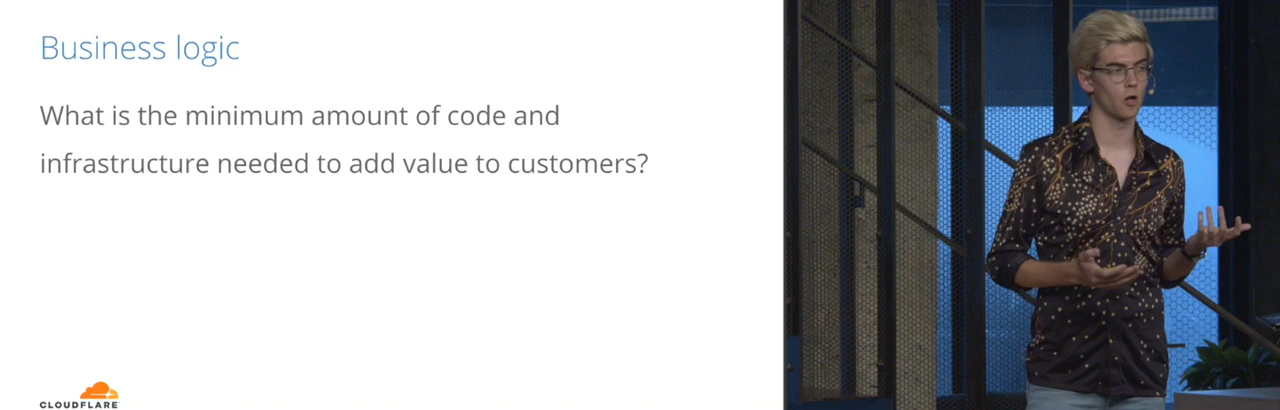 Business logic
What is the minimum amount of code and
infrastructure needed to add value to customers?
CLOUDFLARE